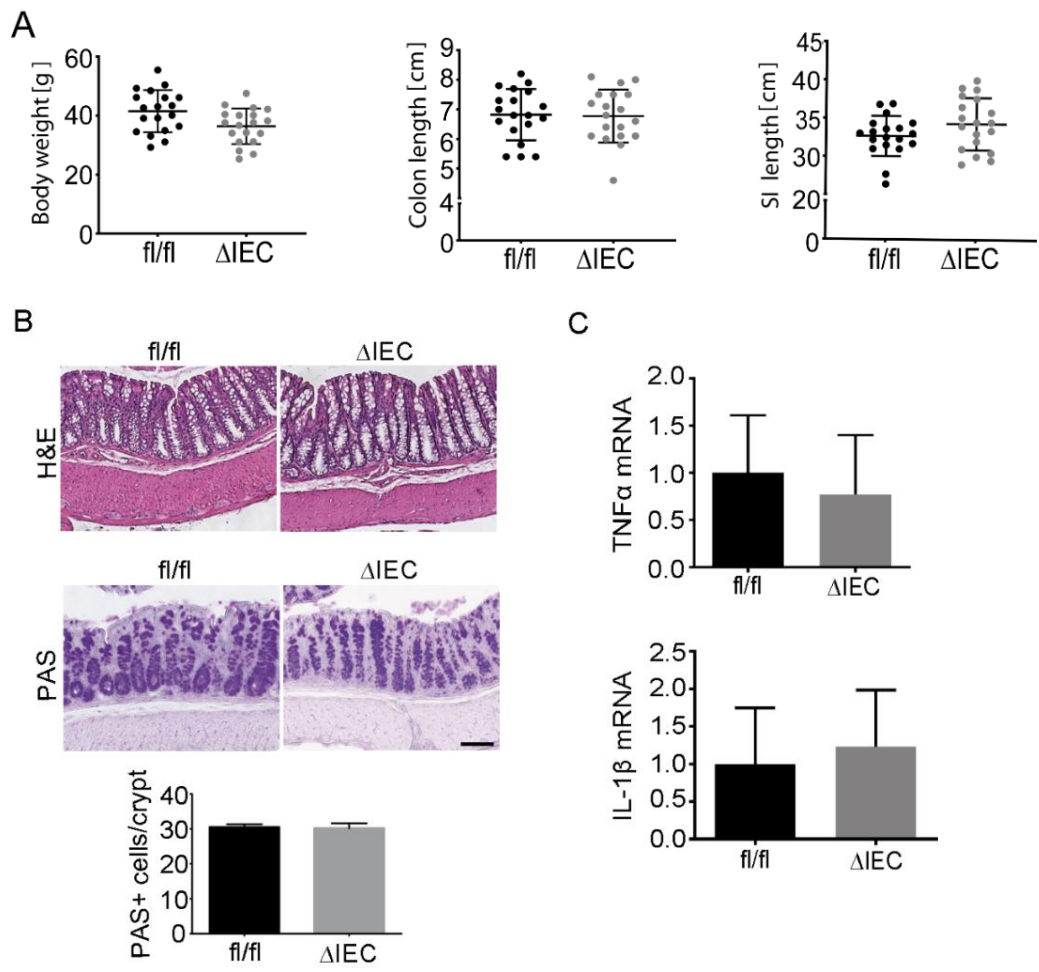 A
Body weight [g]
60
40
20
0
fl/fl
ΔIEC
Colon length [cm]
9
8
7
6
5
4
0
fl/fl
ΔIEC
SI length [cm]
45
40
35
30
20
0
fl/fl
ΔIEC
B
fl/fl
ΔIEC
H&E
fl/fl
ΔIEC
PAS
PAS+ cells/crypt
40
30
20
10
0
fl/fl
ΔIEC
C
TNFα mRNA
2.0
1.5
1.0
0.5
0.0
fl/fl
ΔIEC
IL-1β mRNA
2.5
2.0
1.5
1.0
0.5
0.0
fl/fl
ΔIEC